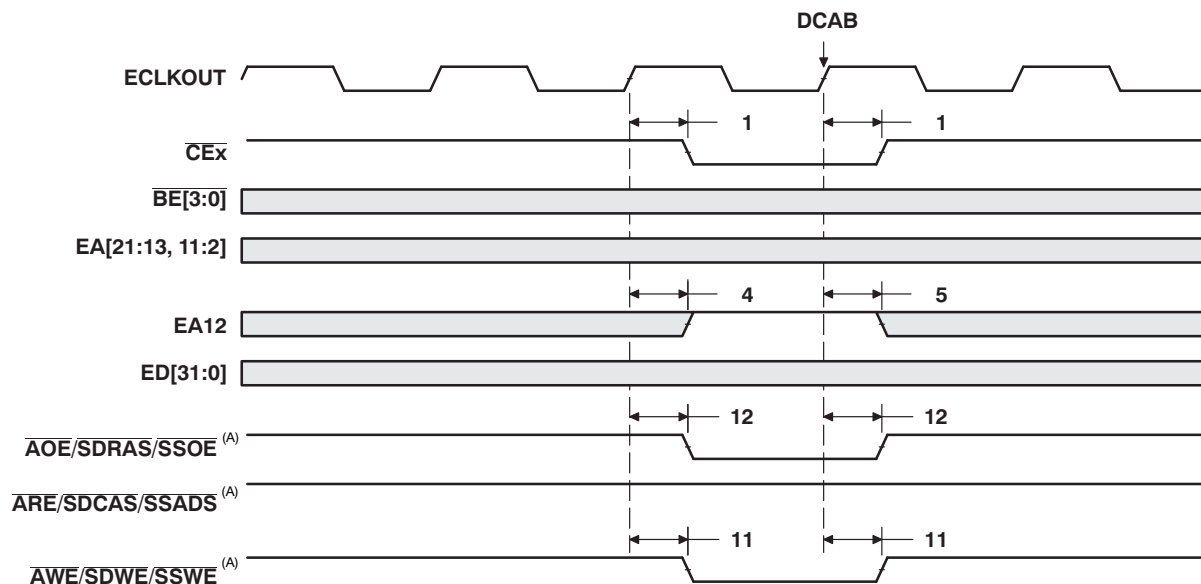 DCAB
ECLKOUT
1 1
CEx
BE[3:0]
EA[21:13, 11:2]
4 5
EA12
ED[31:0]
12 12
AOE/SDRAS/SSOE (A)
ARE/SDCAS/SSADS (A)
11 11
AWE/SDWE/SSWE (A)